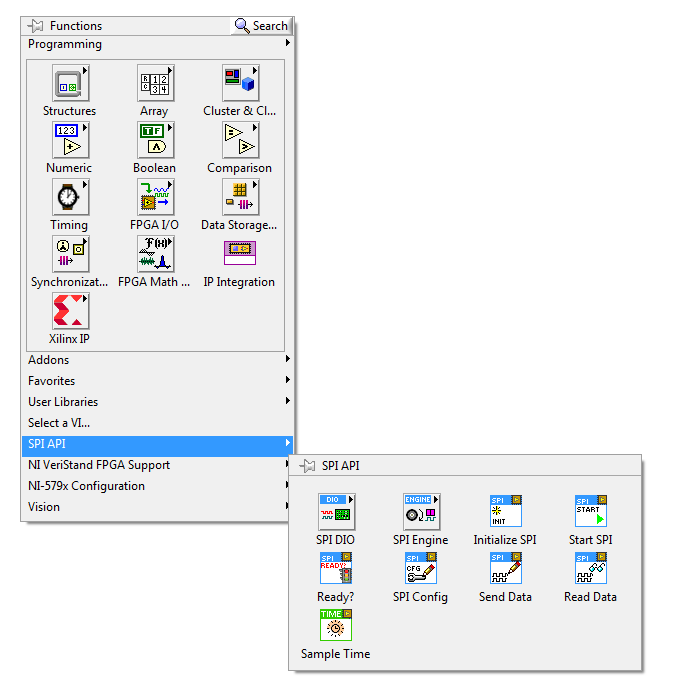 Functions
Search
Programming
Structures
Array
Cluster & Cl...
Numeric
Boolean
Comparison
Timing
FPGA I/O
Data Storage...
Synchronizat...
FPGA Math ...
IP Integration
Xilinx IP
Addons
Favorites
User Libraries
Select a VI...
SPI API
NI VeriStand FPGA Support
NI-579x Configuration
Vision
SPI API
DIO
ENGINE
SPI
INIT
SPI
START
SPI DIO
SPI Engine
Initialize SPI
Start SPI
SPI
READY?
SPI
CFG
SPI
SPI
Ready?
SPI Config
Send Data
Read Data
TIME
Sample Time